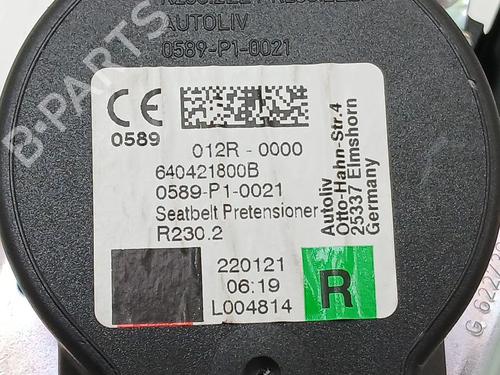 AUTOLIV
0589-P1-0021
B-PARTS
CE
0589
012R - 0000
640421800B
0589-P1-0021
Seatbelt Pretensioner
R230.2
220121
06:19
L004814
R
Autoliv
Otto-Hahn-Str.4
25337 Elmshorn
Germany